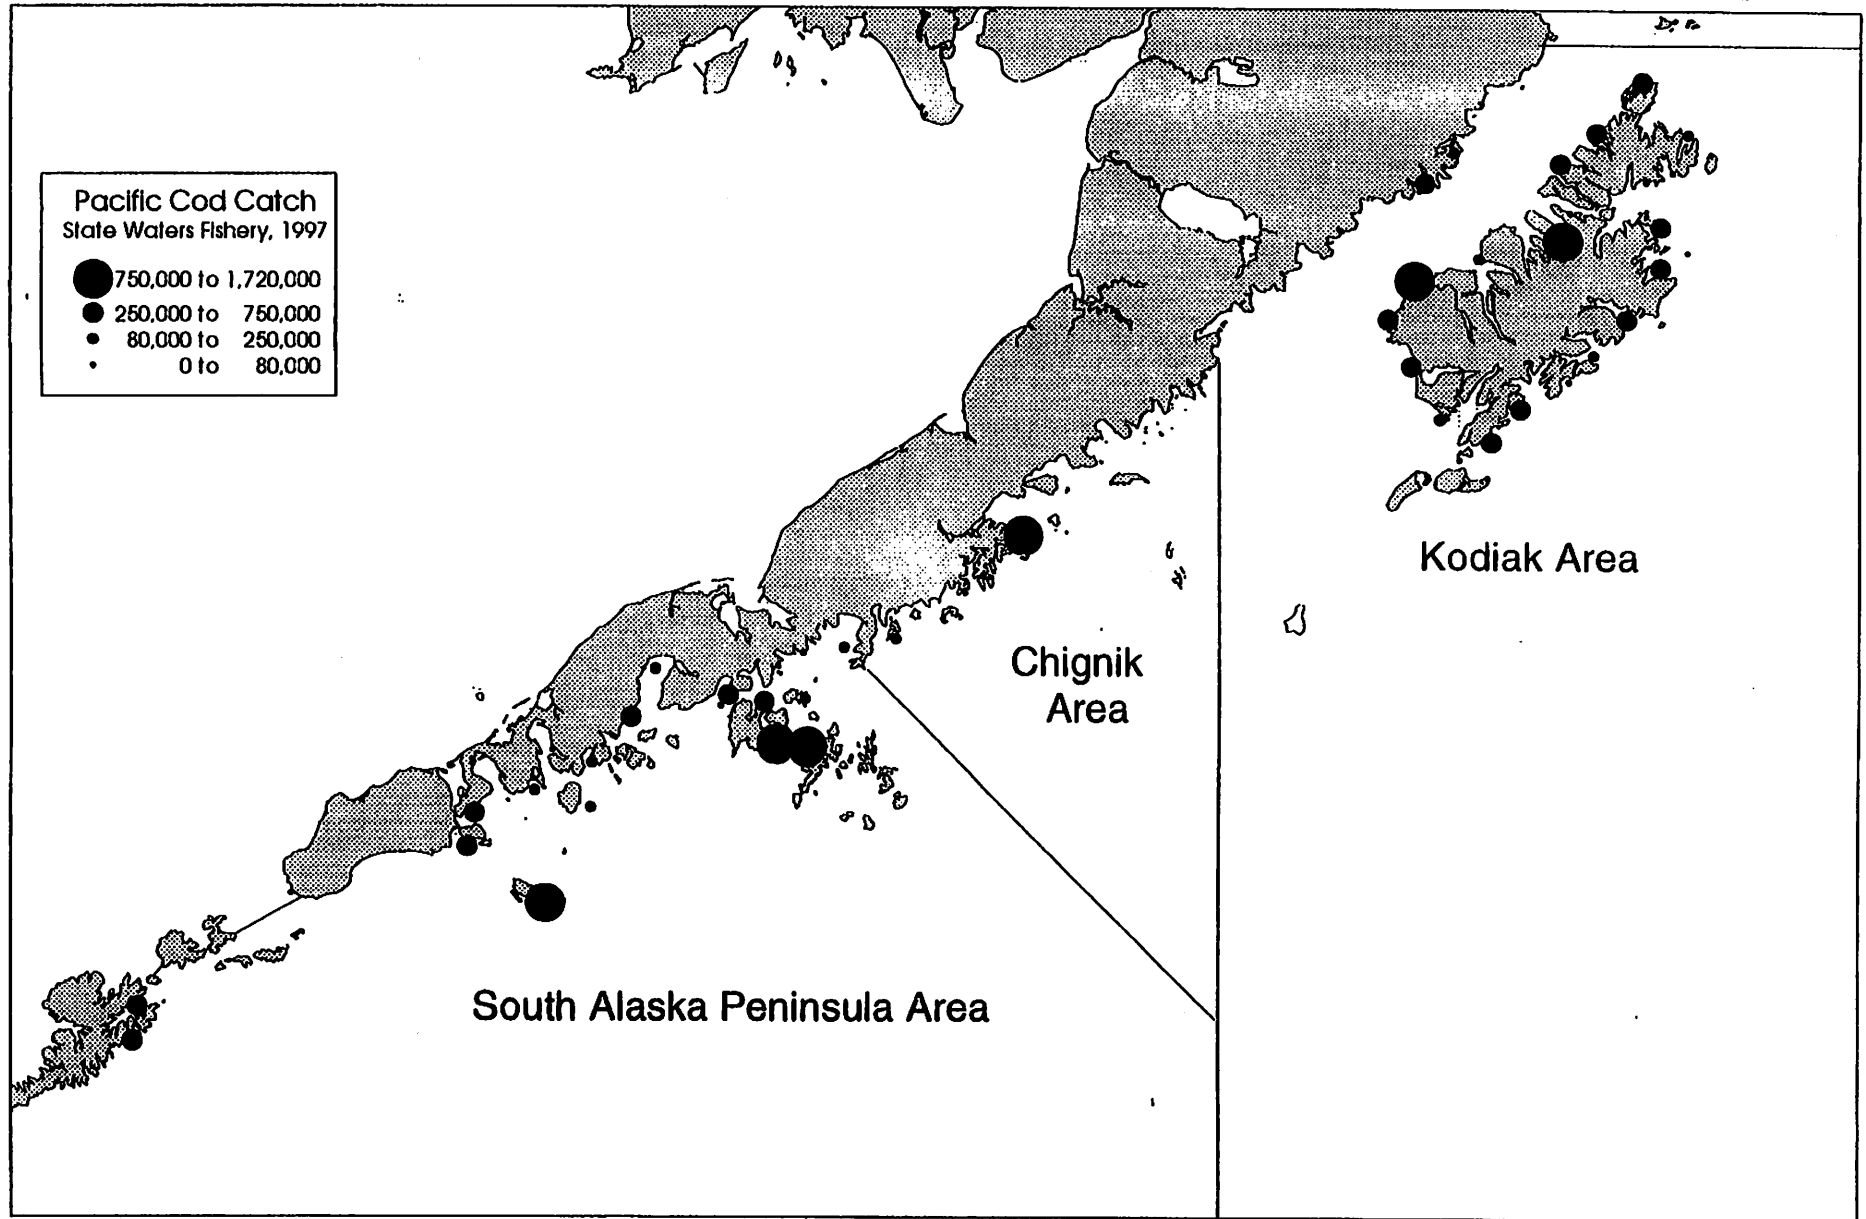 Pacific Cod Catch
State Waters Fishery, 1997
750,000 to 1,720,000
250,000 to 750,000
80,000 to 250,000
0 to 80,000
Kodiak Area
Chignik
Area
South Alaska Peninsula Area